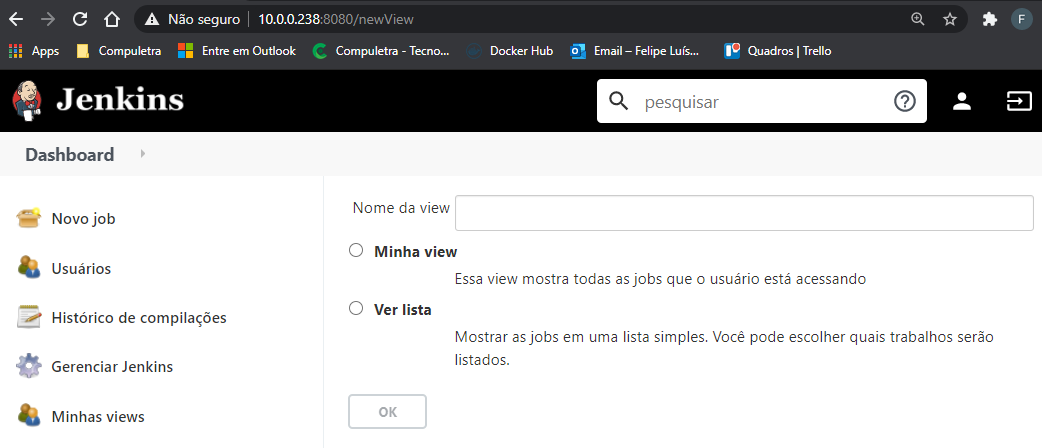 Não seguro 10.0.0.238:8080/newView F
Apps Compuletra Entre em Outlook Compuletra - Tecno... Docker Hub Email – Felipe Luís... Quadros | Trello
Jenkins pesquisar
Dashboard
Novo job
Usuários
Histórico de compilações
Gerenciar Jenkins
Minhas views
Nome da view
Minha view
Essa view mostra todas as jobs que o usuário está acessando
Ver lista
Mostrar as jobs em uma lista simples. Você pode escolher quais trabalhos serão
listados.
OK